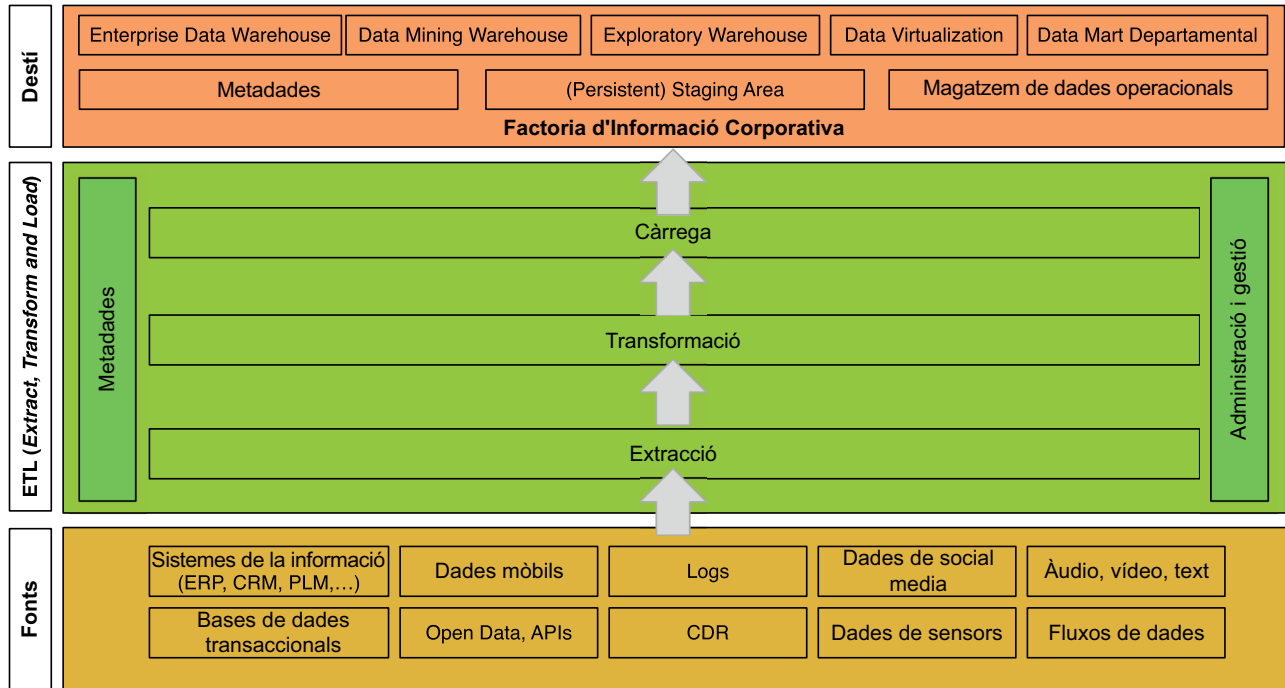 Destí
Enterprise Data Warehouse
Data Mining Warehouse
Exploratory Warehouse
Data Virtualization
Data Mart Departamental
Metadades
(Persistent) Staging Area
Magatzem de dades operacionals
Factoria d'Informació Corporativa
ETL (Extract, Transform and Load)
Metadades
Càrrega
Transformació
Extracció
Administració i gestió
Fonts
Sistemes de la informació
(ERP, CRM, PLM,…)
Dades mòbils
Logs
Dades de social
media
Àudio, vídeo, text
Bases de dades
transaccionals
Open Data, APIs
CDR
Dades de sensors
Fluxos de dades